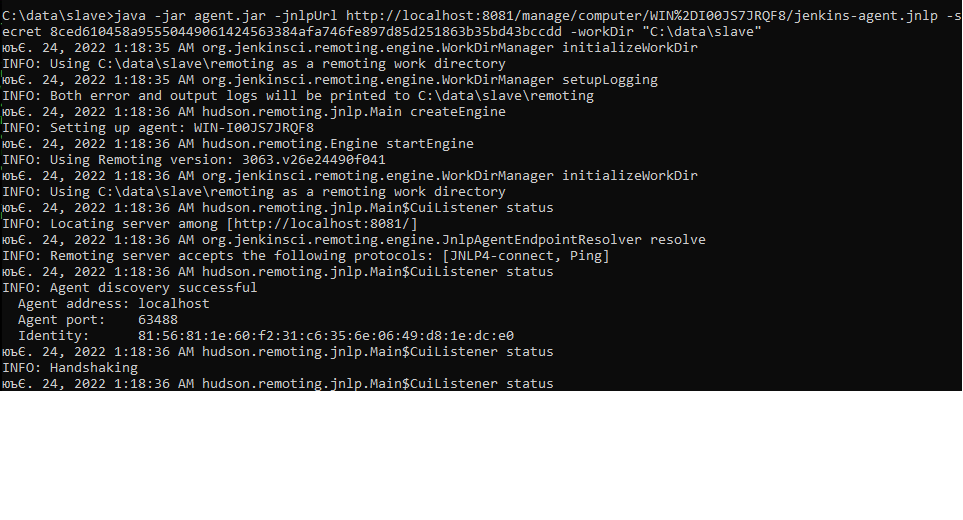 C:\data\slave>java -jar agent.jar -jnlpUrl http://localhost:8081/manage/computer/WIN%2DI00JS7JRQF8/jenkins-agent.jnlp -s
ecret 8ced610458a95550449061424563384afa746fe897d85d251863b35bd43bccdd -workDir "C:\data\slave"
юъЄ. 24, 2022 1:18:35 AM org.jenkinsci.remoting.engine.WorkDirManager initializeWorkDir
INFO: Using C:\data\slave\remoting as a remoting work directory
юъЄ. 24, 2022 1:18:35 AM org.jenkinsci.remoting.engine.WorkDirManager setupLogging
INFO: Both error and output logs will be printed to C:\data\slave\remoting
юъЄ. 24, 2022 1:18:36 AM hudson.remoting.jnlp.Main createEngine
INFO: Setting up agent: WIN-I00JS7JRQF8
юъЄ. 24, 2022 1:18:36 AM hudson.remoting.Engine startEngine
INFO: Using Remoting version: 3063.v26e24490f041
юъЄ. 24, 2022 1:18:36 AM org.jenkinsci.remoting.engine.WorkDirManager initializeWorkDir
INFO: Using C:\data\slave\remoting as a remoting work directory
юъЄ. 24, 2022 1:18:36 AM hudson.remoting.jnlp.Main$CuiListener status
INFO: Locating server among [http://localhost:8081/]
юъЄ. 24, 2022 1:18:36 AM org.jenkinsci.remoting.engine.JnlpAgentEndpointResolver resolve
INFO: Remoting server accepts the following protocols: [JNLP4-connect, Ping]
юъЄ. 24, 2022 1:18:36 AM hudson.remoting.jnlp.Main$CuiListener status
INFO: Agent discovery successful
  Agent address: localhost
  Agent port:    63488
  Identity:      81:56:81:1e:60:f2:31:c6:35:6e:06:49:d8:1e:dc:e0
юъЄ. 24, 2022 1:18:36 AM hudson.remoting.jnlp.Main$CuiListener status
INFO: Handshaking
юъЄ. 24, 2022 1:18:36 AM hudson.remoting.jnlp.Main$CuiListener status